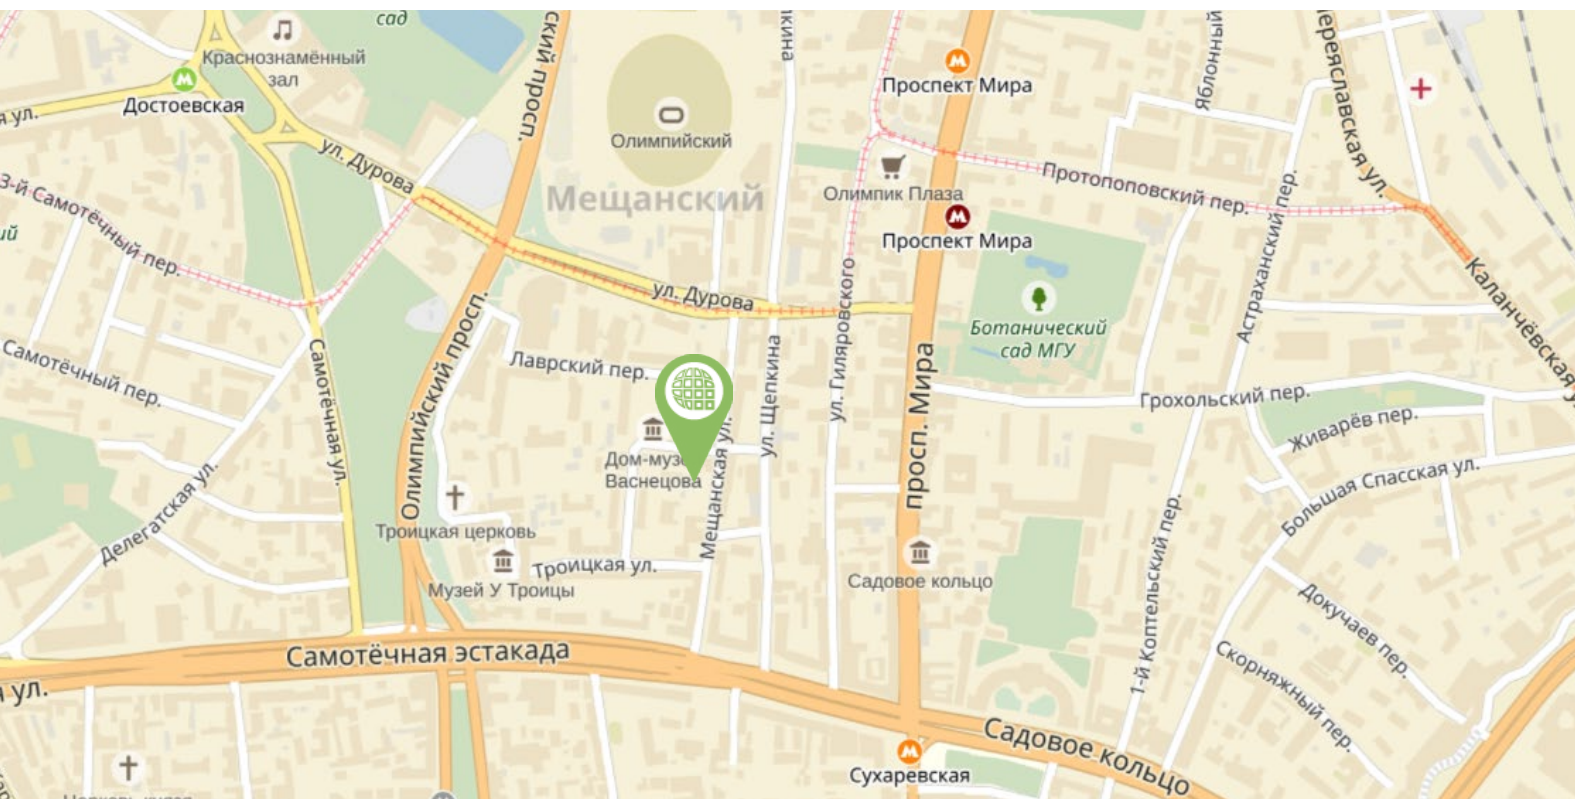 сад
ский просп.
кина
Яблонный
Переяславская ул.
Краснознамённый
зал
Достоевская
я ул.
Проспект Мира
Олимпийский
ул. Дурова
Мещанский
Олимпик Плаза
Протопоповский пер.
3-й Самотёчный пер.
ий
Проспект Мира
Астраханский пер.
Каланчёвская ул.
ул. Дурова
ул. Гиляровского
Ботанический
сад МГУ
Самотёчный пер.
Самотёчная ул.
Олимпийский просп.
Лаврский пер.
ул. Щепкина
просп. Мира
Грохольский пер.
Живарёв пер.
Дом-музе
Васнецова
Мещанская ул.
Большая Спасская ул.
Делегатская ул.
Троицкая церковь
Троицкая ул.
Музей У Троицы
Садовое кольцо
1-й Коптельский пер.
Докучаев пер.
Скорняжный пер.
Самотёчная эстакада
я ул.
Садовое кольцо
Сухаревская